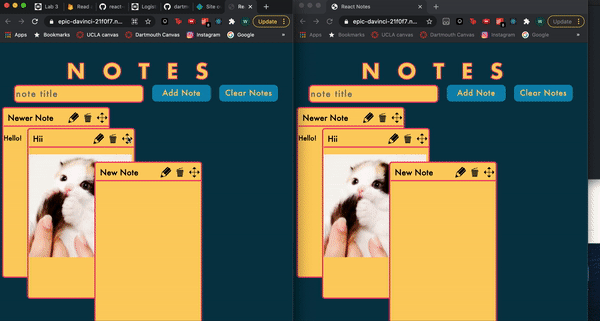 Lab 3
Read
react-
Login
dartm
Site o
Re
epic-davinci-21f0f7.n...
Update
Apps
Bookmarks
UCLA canvas
Dartmouth Canvas
Instagram
Google
NOTES
note title
Add Note
Clear Notes
Newer Note
Hello!
Hii
New Note
React Notes
epic-davinci-21f0f7.netl...
Update
Apps
Bookmarks
UCLA canvas
Dartmouth Canvas
Instagram
Google
NOTES
note title
Add Note
Clear Notes
Newer Note
Hello!
Hii
New Note